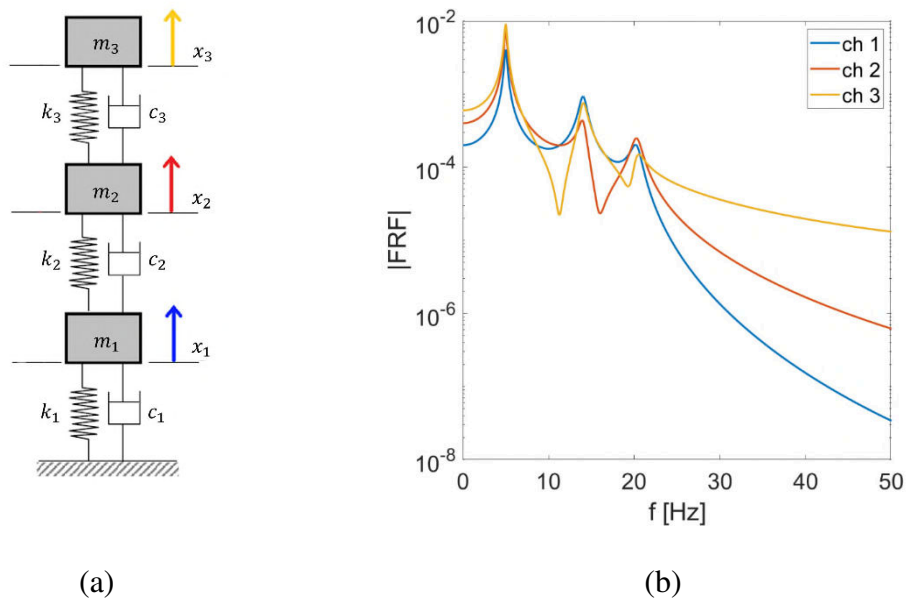 m₃
x₃
k₃
c₃
m₂
x₂
k₂
c₂
m₁
x₁
k₁
c₁
(a)
10⁻²
10⁻⁴
10⁻⁶
10⁻⁸
|FRF|
ch 1
ch 2
ch 3
0 10 20 30 40 50
f [Hz]
(b)